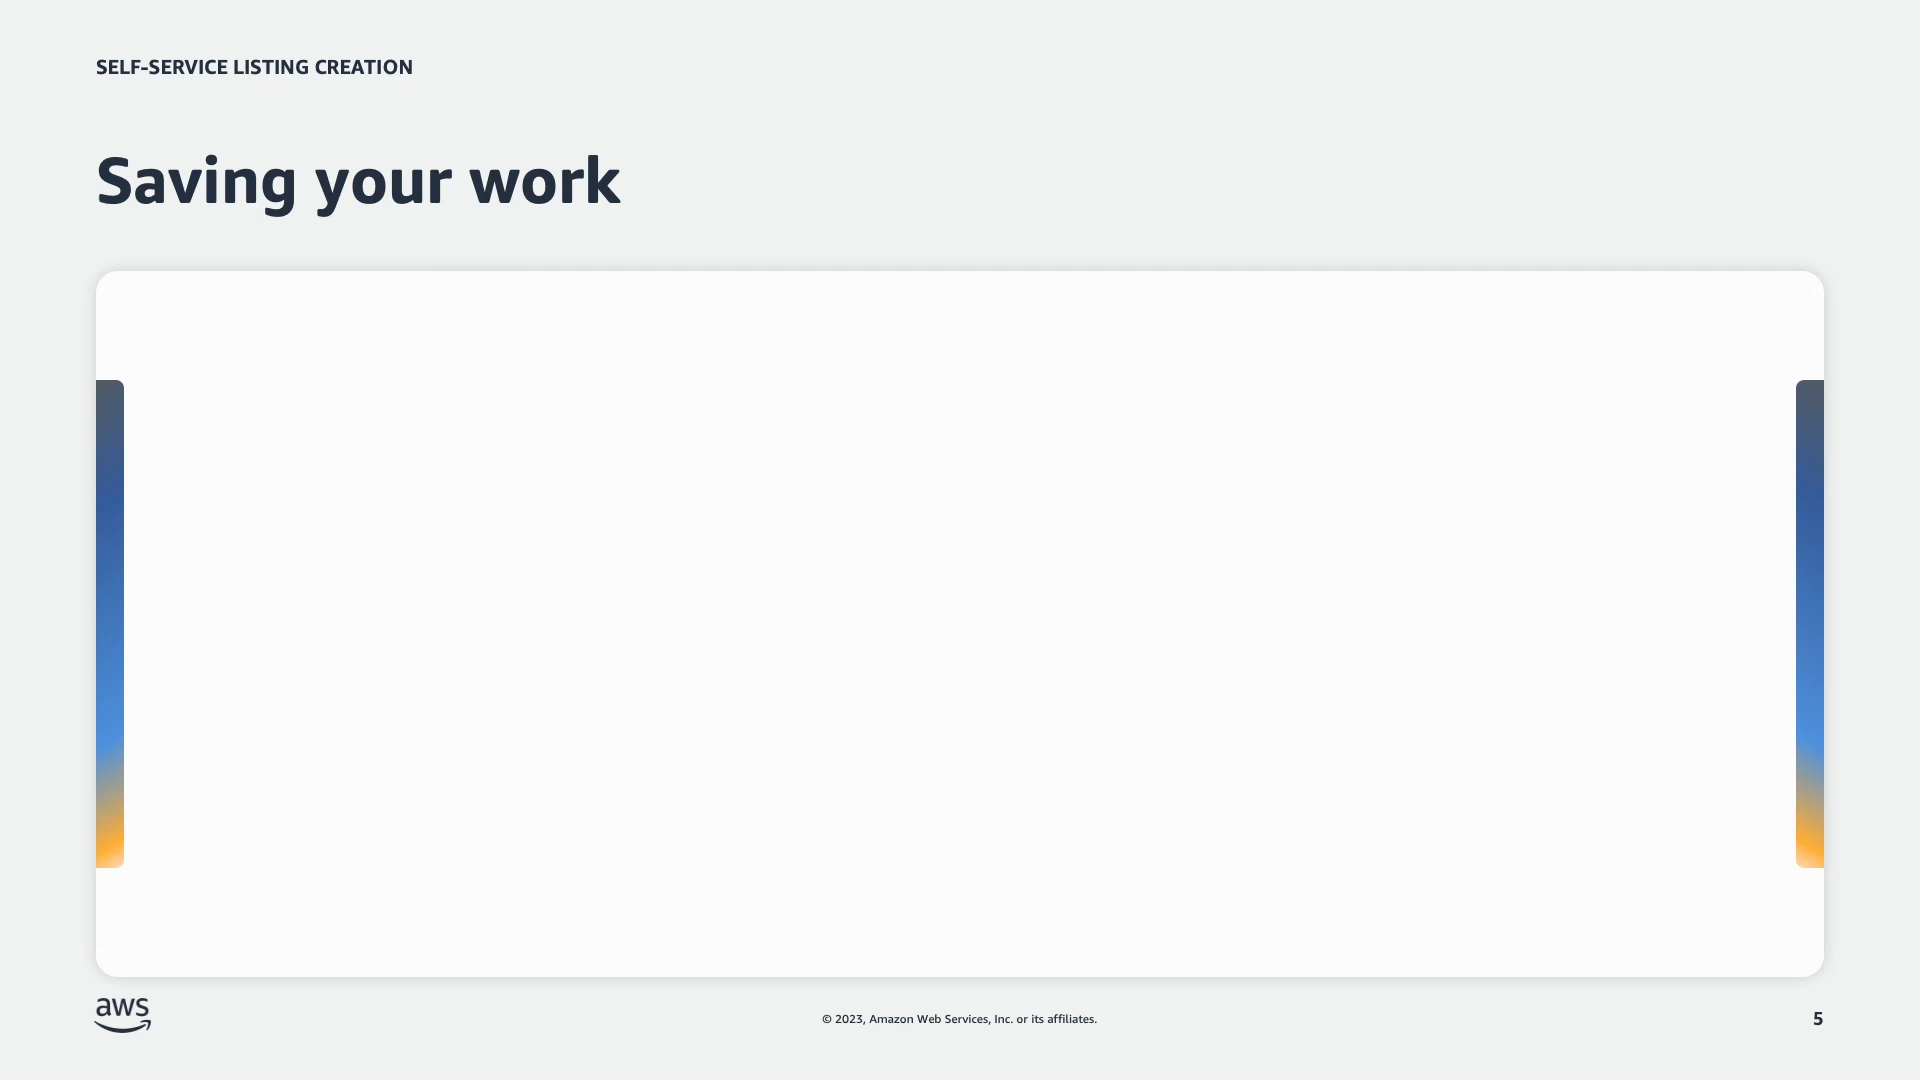 SELF-SERVICE LISTING CREATION
Saving your work
aws
© 2023, Amazon Web Services, Inc. or its affiliates.
5